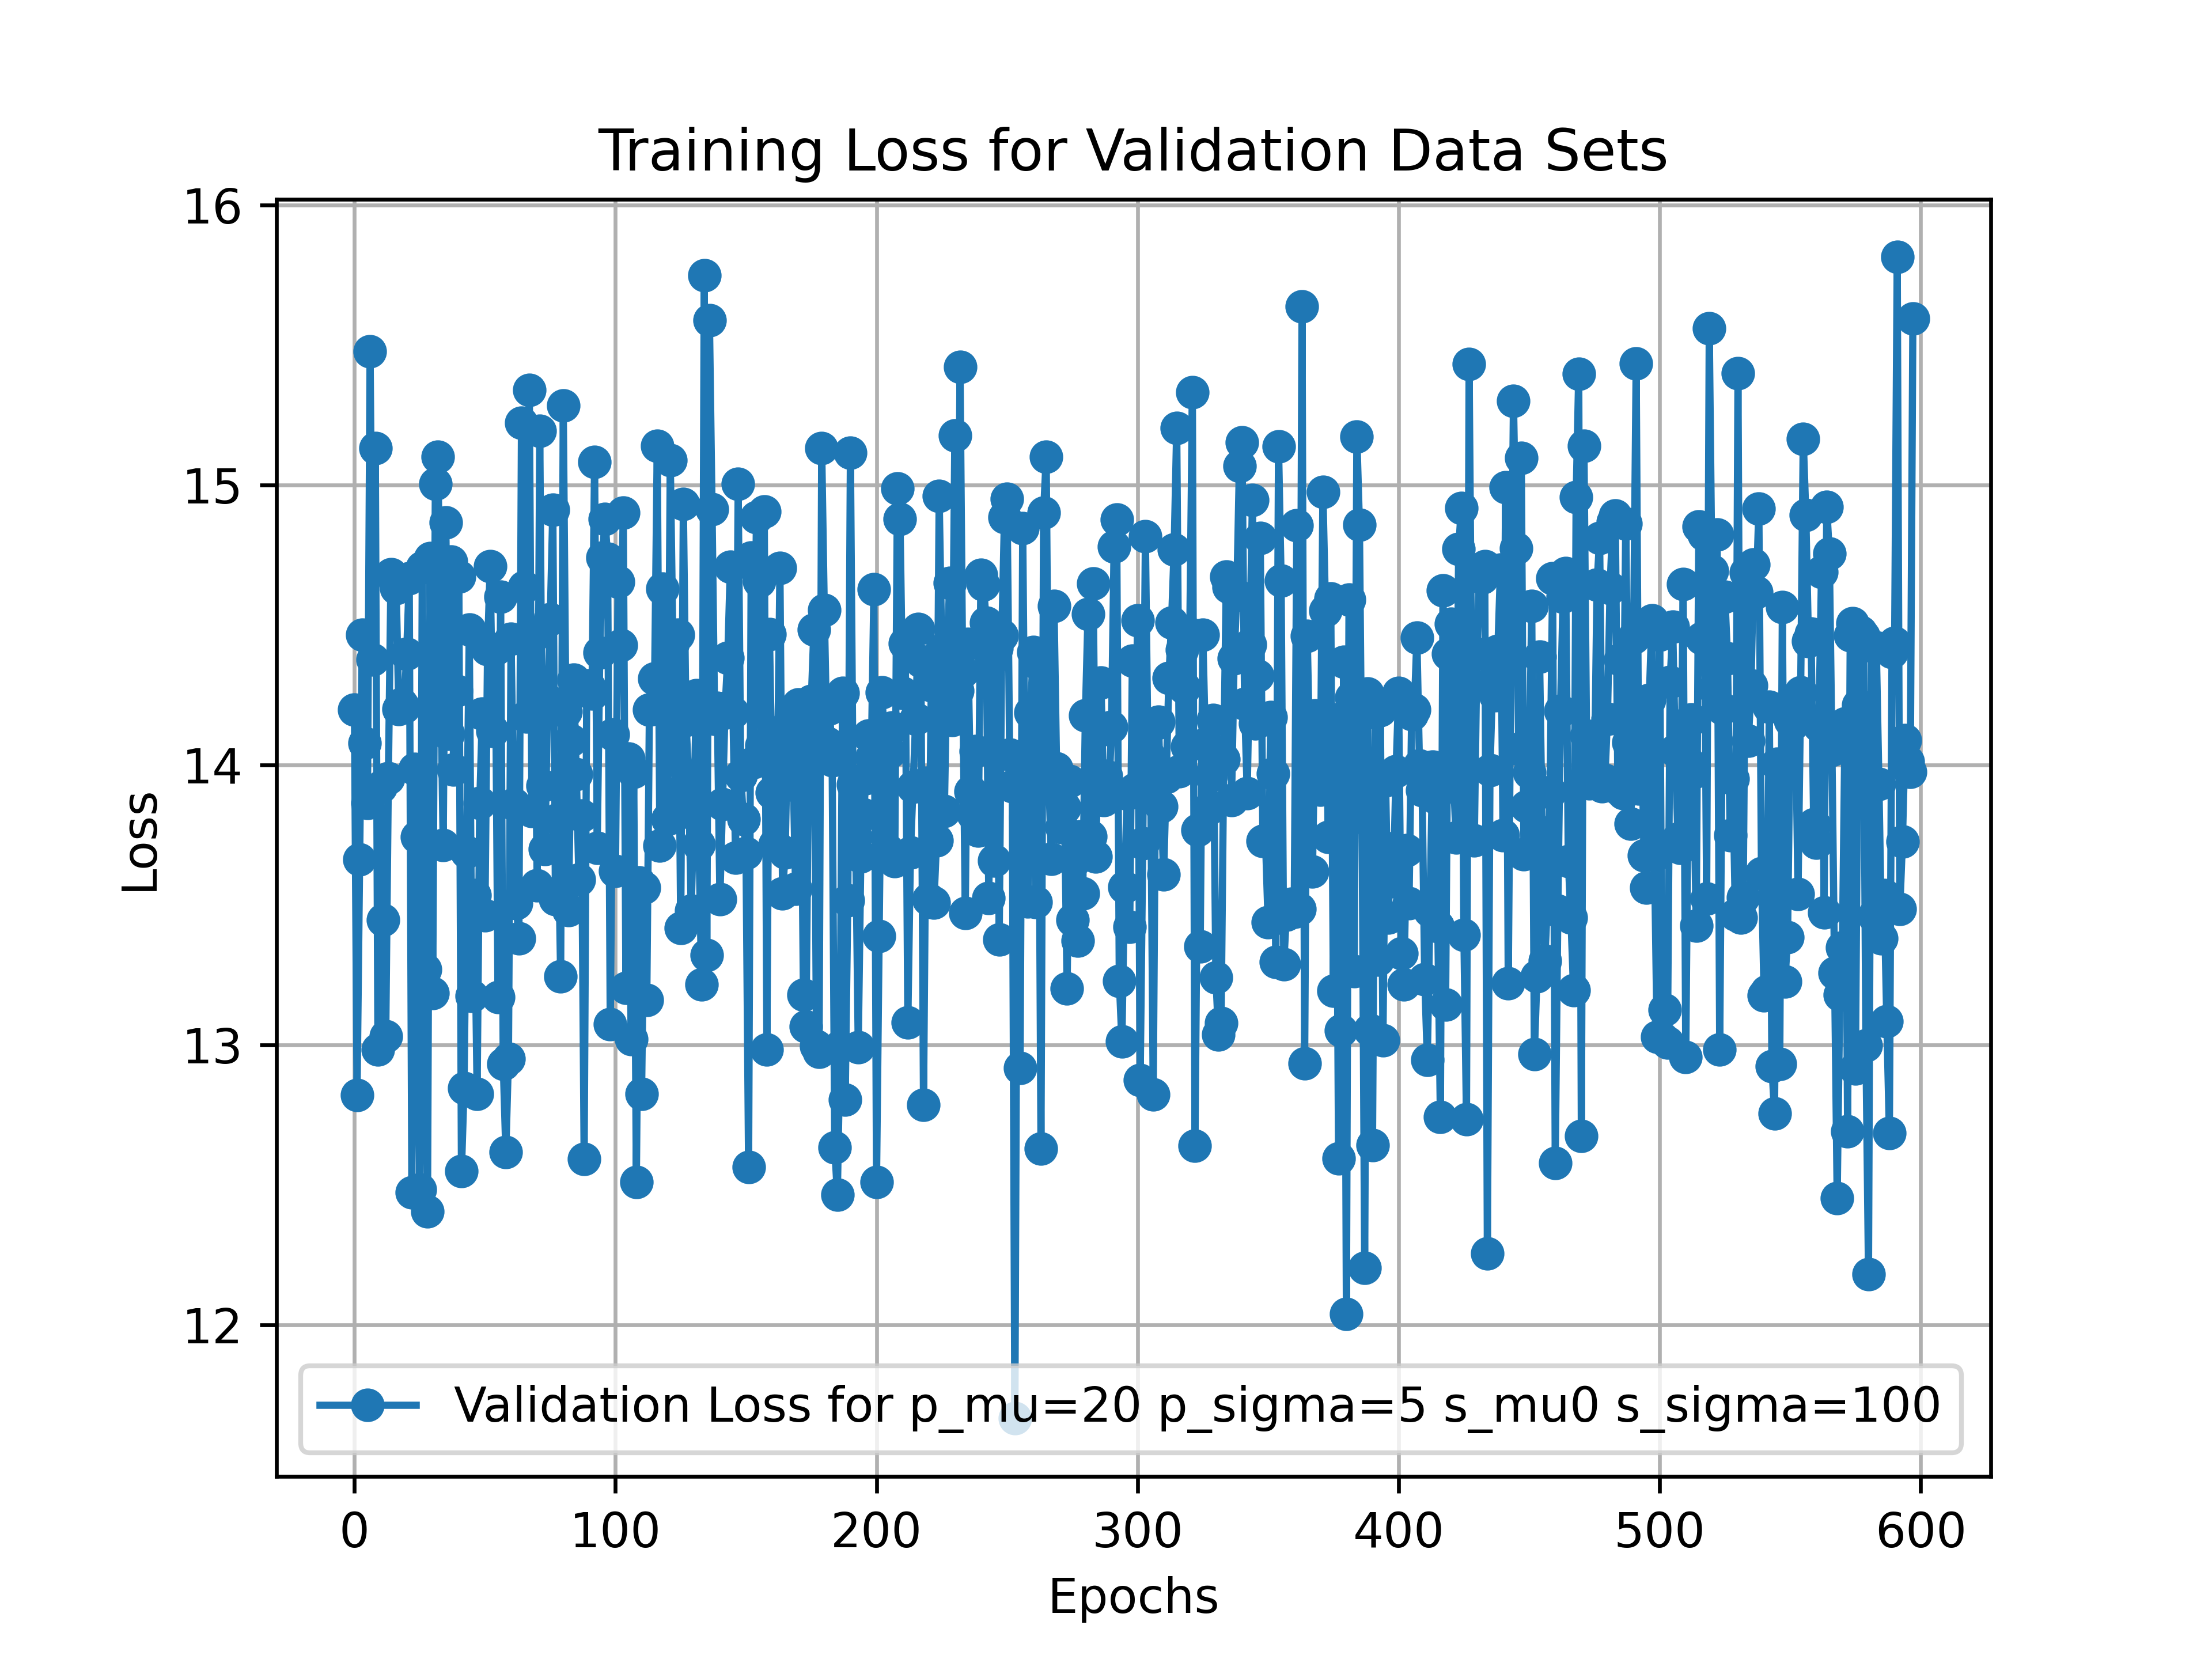 Training Loss for Validation Data Sets
16
15
14
13
12
Loss
Validation Loss for p_mu=20 p_sigma=5 s_mu0 s_sigma=100
0 100 200 300 400 500 600
Epochs